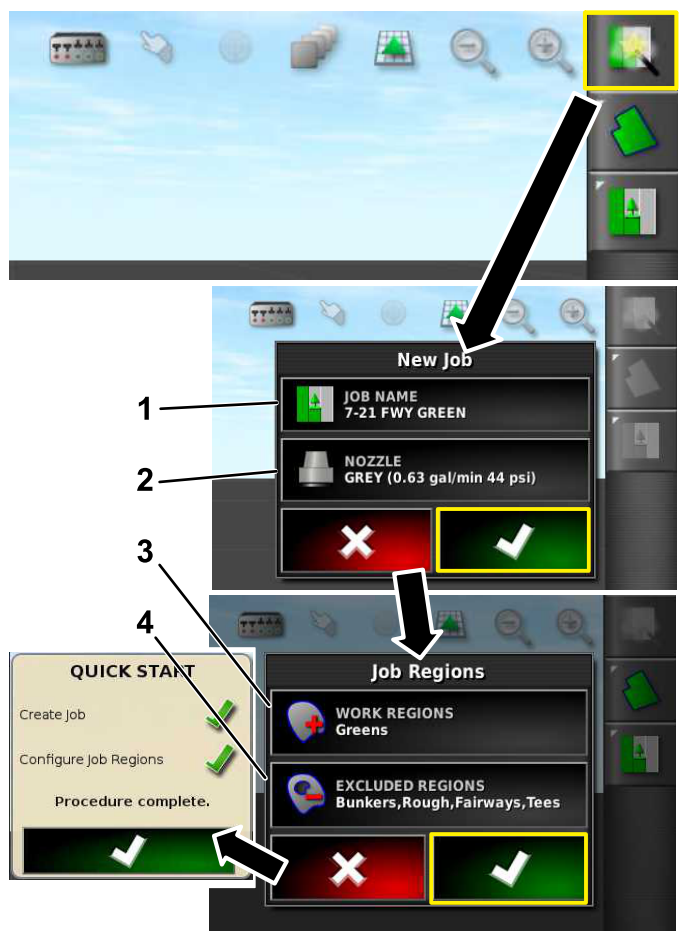 New Job
1
JOB NAME
7-21 FWY GREEN
2
NOZZLE
GREY (0.63 gal/min 44 psi)
3
4
Job Regions
WORK REGIONS
Greens
EXCLUDED REGIONS
Bunkers,Rough,Fairways,Tees
QUICK START
Create Job
Configure Job Regions
Procedure complete.